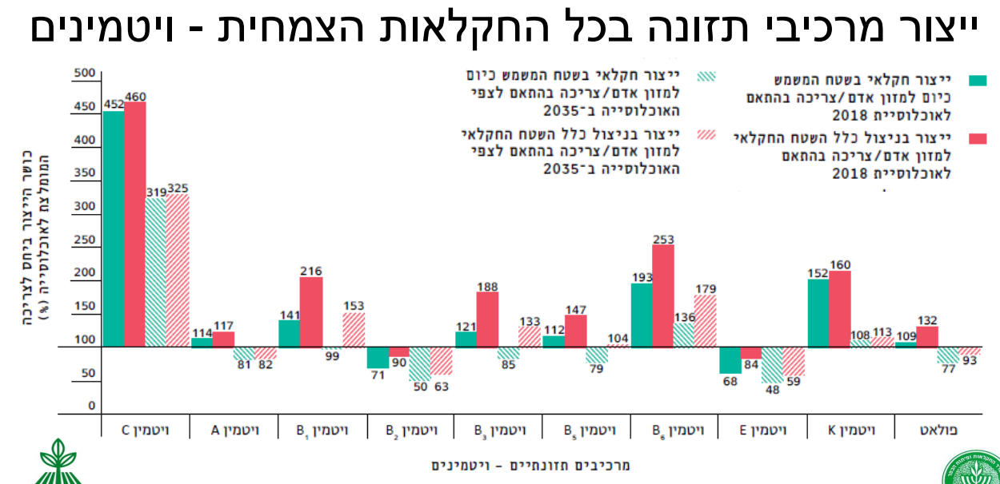 ייצור מרכיבי תזונה בכל החקלאות הצמחית - ויטמינים
ייצור חקלאי בשטח המשמש
כיום למזון אדם/צריכה בהתאם
לאוכלוסיית 2018
ייצור בניצול כלל השטח החקלאי
למזון אדם/צריכה בהתאם
לאוכלוסיית 2018
ייצור חקלאי בשטח המשמש כיום
למזון אדם/צריכה בהתאם לצפי
האוכלוסייה ב־2035
ייצור בניצול כלל השטח החקלאי
למזון אדם/צריכה בהתאם לצפי
האוכלוסייה ב־2035
כושר הייצור ביחס לצריכה
המומלצת לאוכלוסייה (%)
500
450
400
350
300
250
200
150
100
50
0
452 460 319 325
114 117 81 82
141 216 99 153
71 90 50 63
121 188 85 133
112 147 79 104
193 253 136 179
68 84 48 59
152 160 108 113
109 132 77 93
ויטמין C
ויטמין A
ויטמין B₁
ויטמין B₂
ויטמין B₃
ויטמין B₅
ויטמין B₆
ויטמין E
ויטמין K
פולאט
מרכיבים תזונתיים - ויטמינים